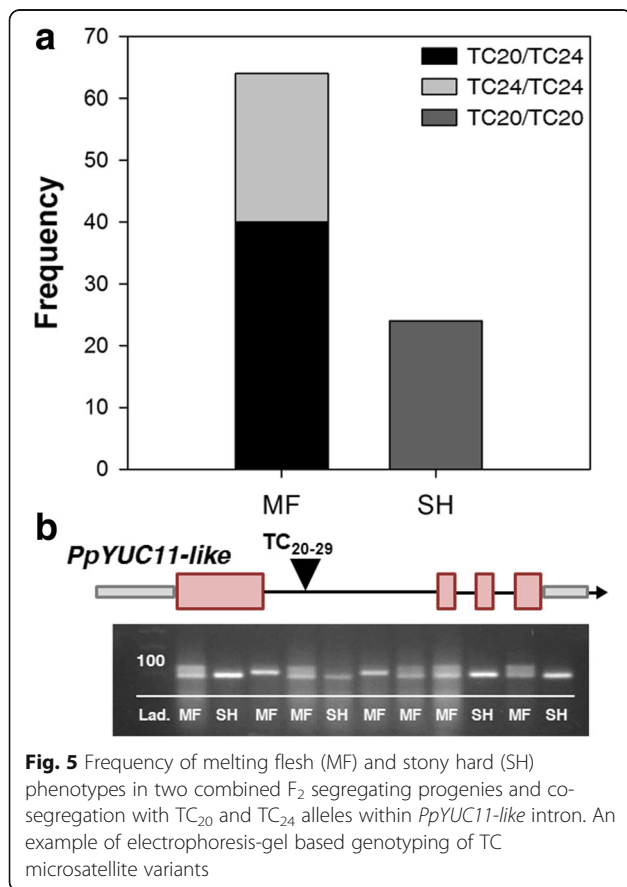 a
70
60
50
40
30
20
10
0
Frequency
TC20/TC24
TC24/TC24
TC20/TC20
MF SH
b
PpYUC11-like
TC20-29
100
Lad. MF SH MF MF SH MF MF MF SH MF SH
Fig. 5 Frequency of melting flesh (MF) and stony hard (SH)
phenotypes in two combined F2 segregating progenies and co-
segregation with TC20 and TC24 alleles within PpYUC11-like intron. An
example of electrophoresis-gel based genotyping of TC
microsatellite variants